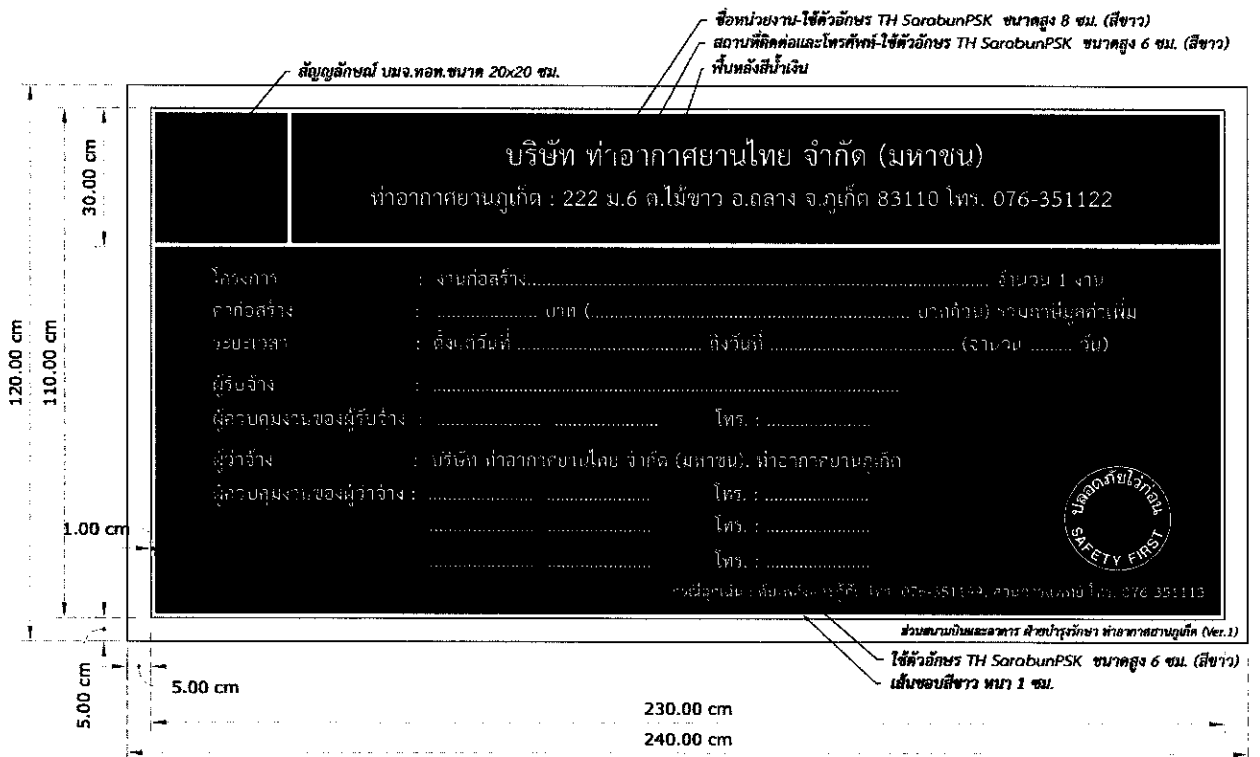 ชื่อหน่วยงาน-ใช้ตัวอักษร TH SarabunPSK ขนาดสูง 8 ซม. (สีขาว)
สถานที่ติดต่อและโทรศัพท์-ใช้ตัวอักษร TH SarabunPSK ขนาดสูง 6 ซม. (สีขาว)
สัญญลักษณ์ บมจ.ทอท.ขนาด 20x20 ซม.
พื้นหลังสีน้ำเงิน
บริษัท ท่าอากาศยานไทย จำกัด (มหาชน)
ท่าอากาศยานภูเก็ต : 222 ม.6 ต.ไม้ขาว อ.ถลาง จ.ภูเก็ต 83110 โทร. 076-351122
30.00 cm
120.00 cm
110.00 cm
โครงการ : งานก่อสร้าง........................................ จำนวน 1 งาน
ค่าก่อสร้าง : .................... บาท (........................................ บาทถ้วน) รวมภาษีมูลค่าเพิ่ม
ระยะเวลา : ตั้งแต่วันที่ .............................. ถึงวันที่ .............................. (จำนวน ........ วัน)
ผู้รับจ้าง : ............................................................
ผู้ควบคุมงานของผู้รับจ้าง : .................... .................... โทร. : ....................
ผู้ว่าจ้าง : บริษัท ท่าอากาศยานไทย จำกัด (มหาชน), ท่าอากาศยานภูเก็ต
ผู้ควบคุมงานของผู้ว่าจ้าง : .................... .................... โทร. : ....................
.................... .................... โทร. : ....................
.................... .................... โทร. : ....................
ปลอดภัยไว้ก่อน
SAFETY FIRST
1.00 cm
กรณีฉุกเฉิน : โทร. 076-351199, โทร. 076-351113
ส่วนสนามบินและอาคาร ฝ่ายบำรุงรักษา ท่าอากาศยานภูเก็ต (Ver.1)
ใช้ตัวอักษร TH SarabunPSK ขนาดสูง 6 ซม. (สีขาว)
เส้นขอบสีขาว หนา 1 ซม.
5.00 cm
5.00 cm
230.00 cm
240.00 cm